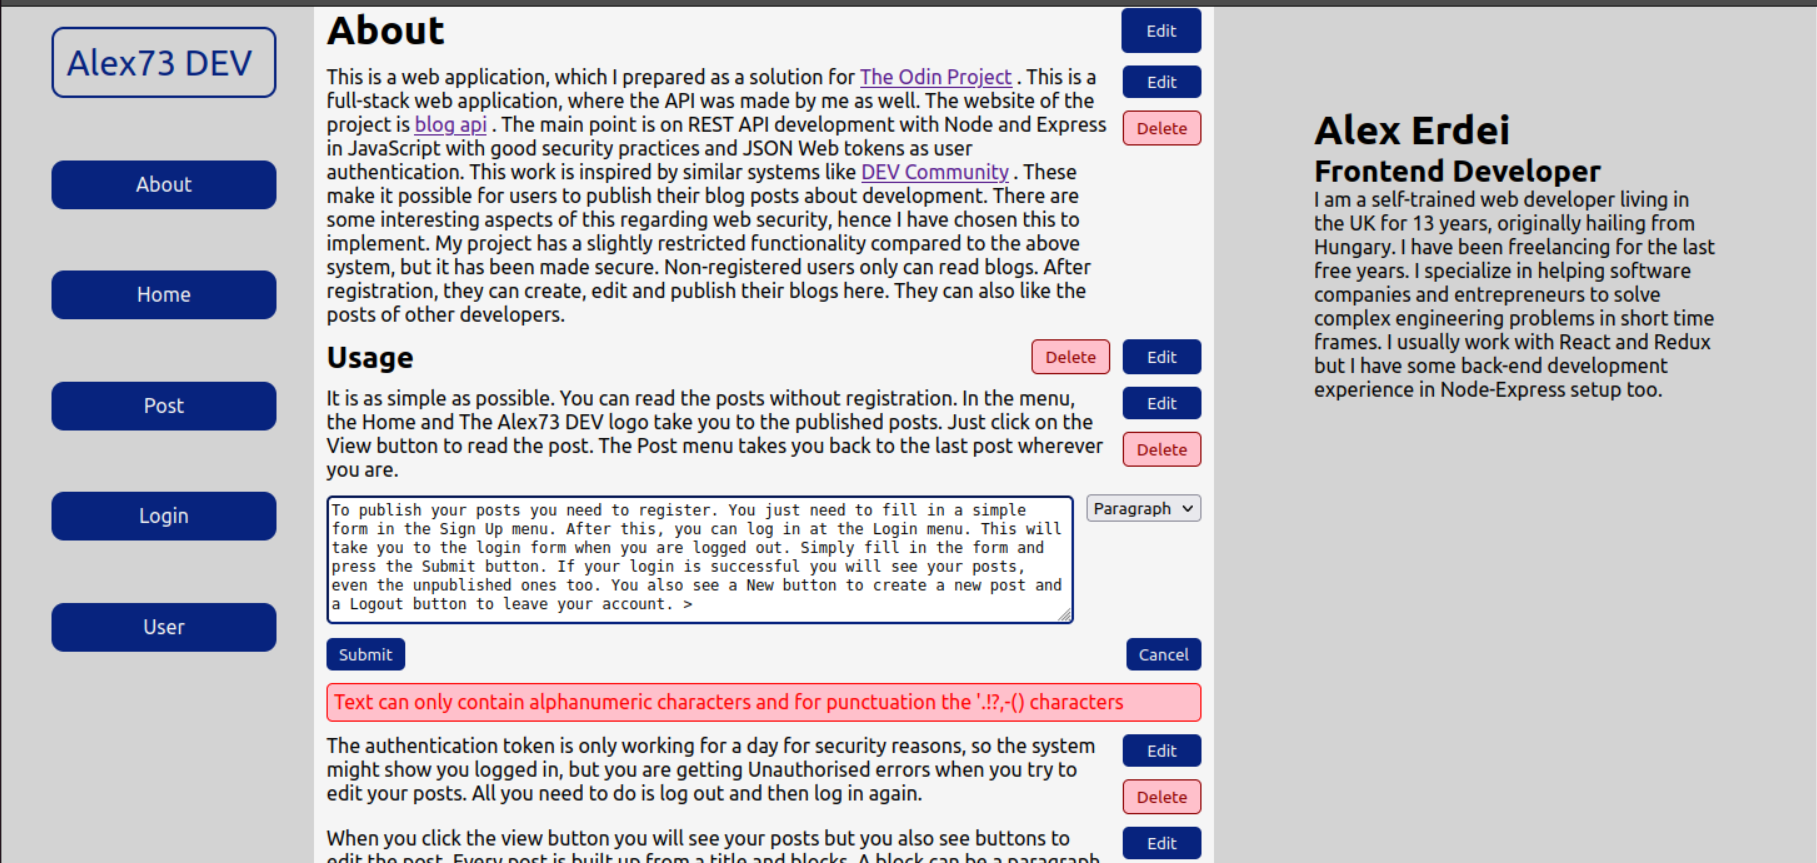 Alex73 DEV
About
Home
Post
Login
User
About
Edit
This is a web application, which I prepared as a solution for The Odin Project . This is a
full-stack web application, where the API was made by me as well. The website of the
project is blog api . The main point is on REST API development with Node and Express
in JavaScript with good security practices and JSON Web tokens as user
authentication. This work is inspired by similar systems like DEV Community . These
make it possible for users to publish their blog posts about development. There are
some interesting aspects of this regarding web security, hence I have chosen this to
implement. My project has a slightly restricted functionality compared to the above
system, but it has been made secure. Non-registered users only can read blogs. After
registration, they can create, edit and publish their blogs here. They can also like the
posts of other developers.
Edit
Delete
Usage
Delete
Edit
It is as simple as possible. You can read the posts without registration. In the menu,
the Home and The Alex73 DEV logo take you to the published posts. Just click on the
View button to read the post. The Post menu takes you back to the last post wherever
you are.
Edit
Delete
To publish your posts you need to register. You just need to fill in a simple
form in the Sign Up menu. After this, you can log in at the Login menu. This will
take you to the login form when you are logged out. Simply fill in the form and
press the Submit button. If your login is successful you will see your posts,
even the unpublished ones too. You also see a New button to create a new post and
a Logout button to leave your account. >
Paragraph
Submit
Cancel
Text can only contain alphanumeric characters and for punctuation the '.!?,-() characters
The authentication token is only working for a day for security reasons, so the system
might show you logged in, but you are getting Unauthorised errors when you try to
edit your posts. All you need to do is log out and then log in again.
Edit
Delete
When you click the view button you will see your posts but you also see buttons to
edit the post. Every post is built up from a title and blocks. A block can be a paragraph
Edit
Alex Erdei
Frontend Developer
I am a self-trained web developer living in
the UK for 13 years, originally hailing from
Hungary. I have been freelancing for the last
free years. I specialize in helping software
companies and entrepreneurs to solve
complex engineering problems in short time
frames. I usually work with React and Redux
but I have some back-end development
experience in Node-Express setup too.